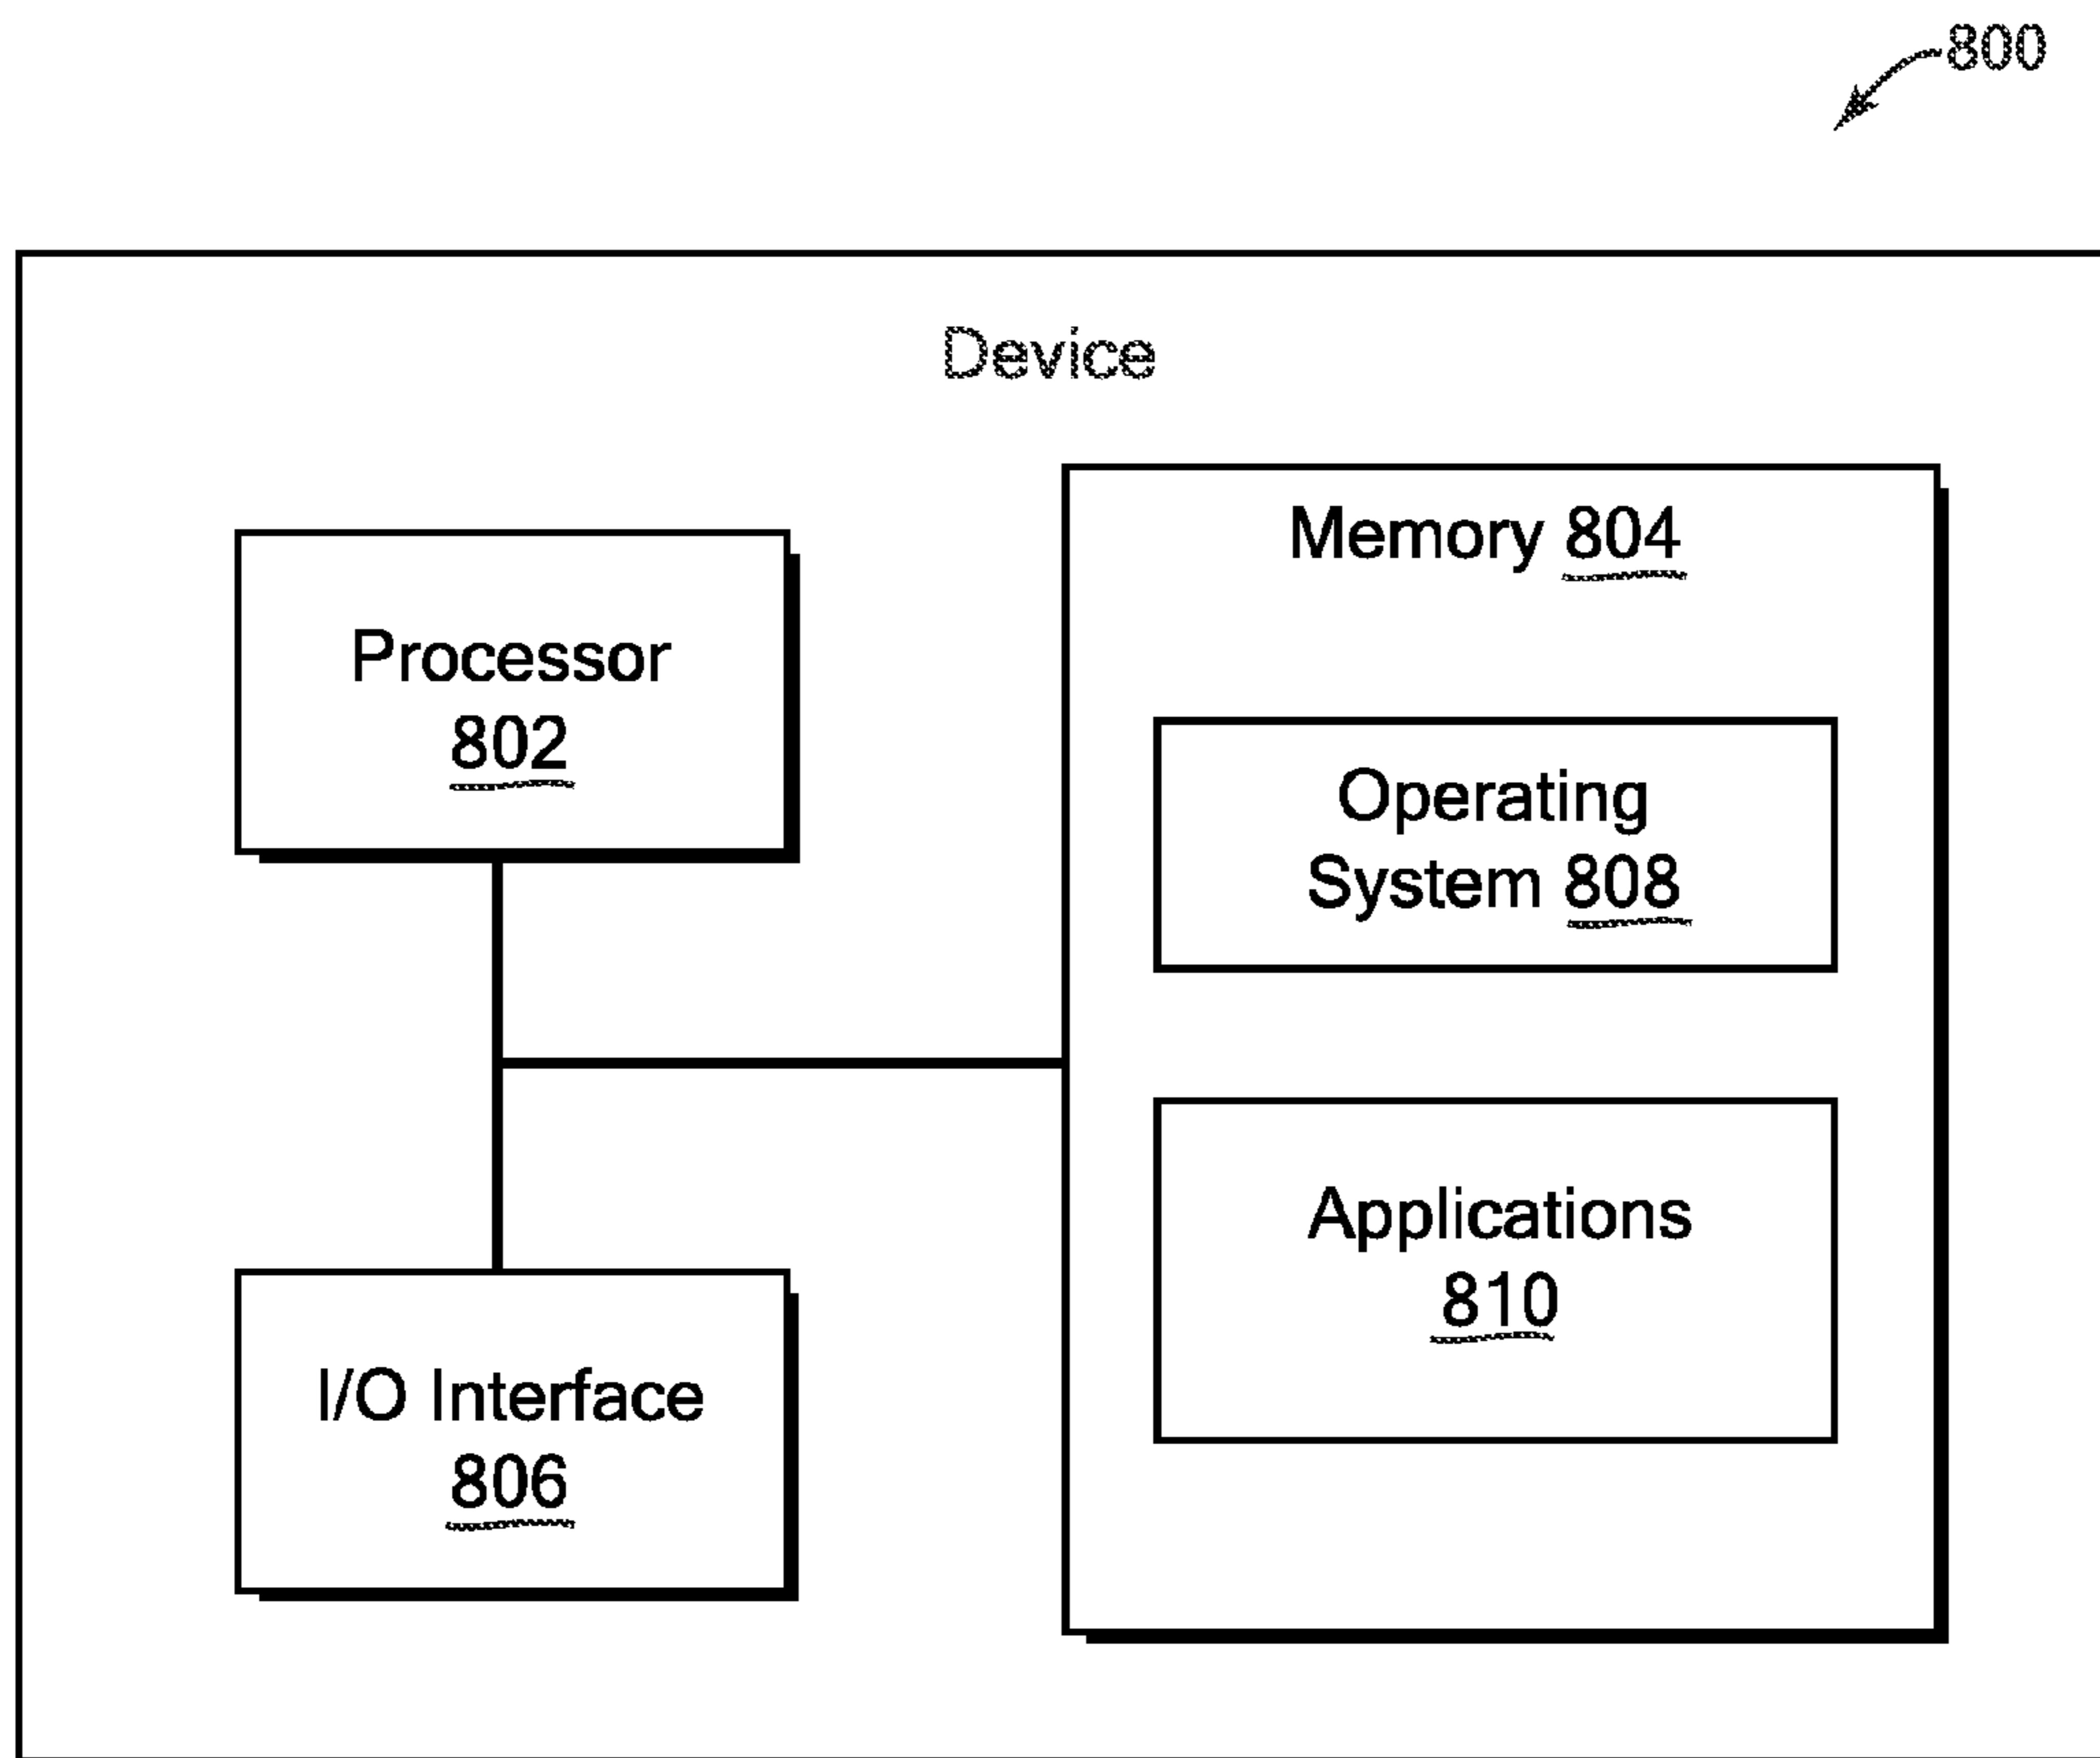 800
Device
Processor
802
Memory 804
Operating
System 808
Applications
810
I/O Interface
806